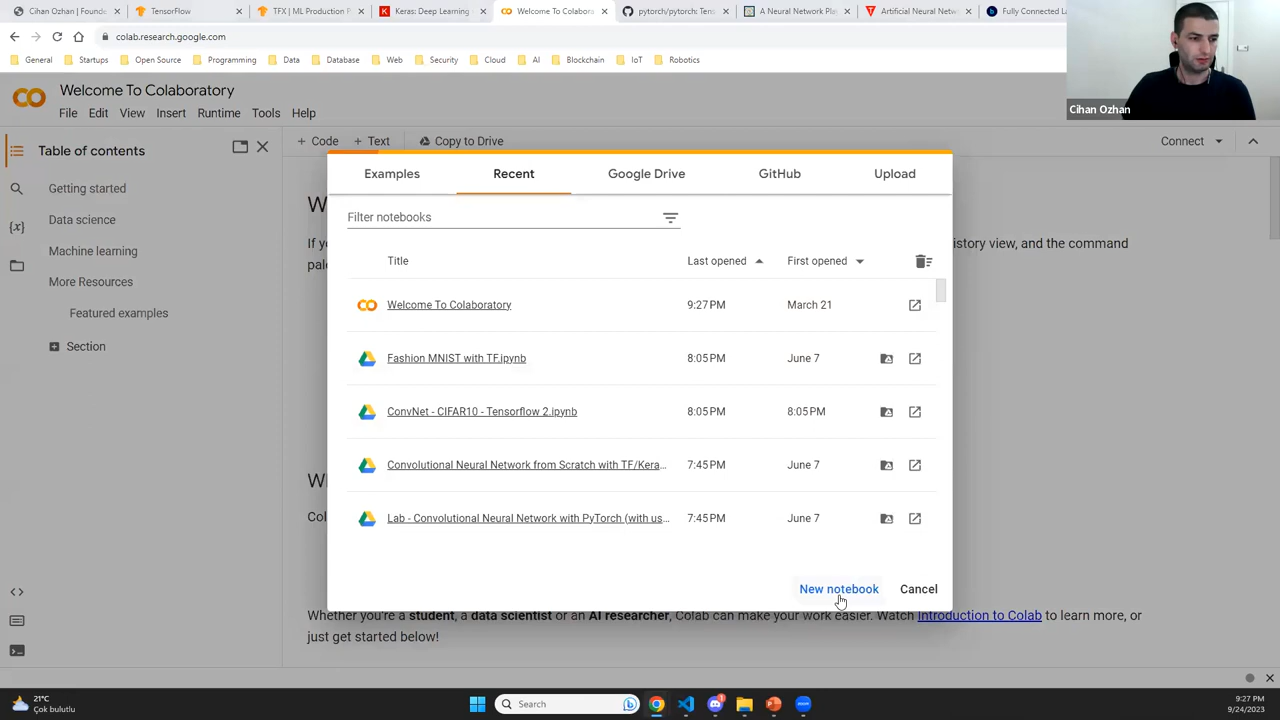 Cihan Ozhan | Founde
TensorFlow
TFX | ML Production P
Keras: Deep Learning
Welcome To Colabora
pytorch/pytorch: Tens
A Neural Network Pla
Artificial Neural Netw
Fully Connected La
colab.research.google.com
General
Startups
Open Source
Programming
Data
Database
Web
Security
Cloud
AI
Blockchain
IoT
Robotics
Cihan Ozhan
Welcome To Colaboratory
File Edit View Insert Runtime Tools Help
Table of contents
+ Code + Text
Copy to Drive
Connect
Getting started
Data science
Machine learning
More Resources
Featured examples
Section
Examples
Recent
Google Drive
GitHub
Upload
Filter notebooks
If yo
istory view, and the command
pale
Title
Last opened
First opened
Welcome To Colaboratory
9:27 PM
March 21
Fashion MNIST with TF.ipynb
8:05 PM
June 7
ConvNet - CIFAR10 - Tensorflow 2.ipynb
8:05 PM
8:05 PM
Convolutional Neural Network from Scratch with TF/Kera...
7:45 PM
June 7
Lab - Convolutional Neural Network with PyTorch (with us...
7:45 PM
June 7
Col
New notebook
Cancel
Whether you're a student, a data scientist or an AI researcher, Colab can make your work easier. Watch Introduction to Colab to learn more, or
just get started below!
21°C
Çok bulutlu
Search
9:27 PM
9/24/2023